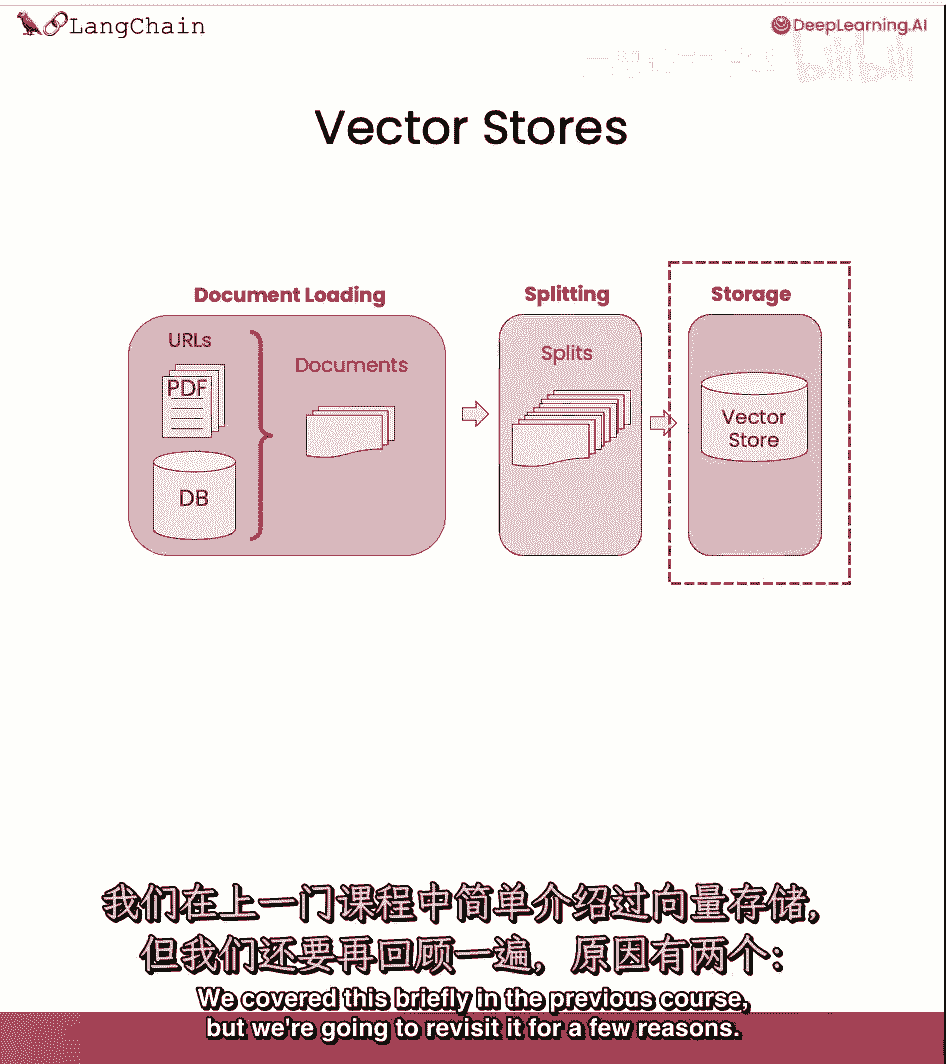 LangChain
DeepLearning.AI
bilibili
Vector Stores
Document Loading
Splitting
Storage
URLs
Documents
Splits
PDF
Vector
Store
DB
我们在上一门课程中简单介绍过向量存储,
但我们还要再回顾一遍, 原因有两个:
We covered this briefly in the previous course,
but we're going to revisit it for a few reasons.